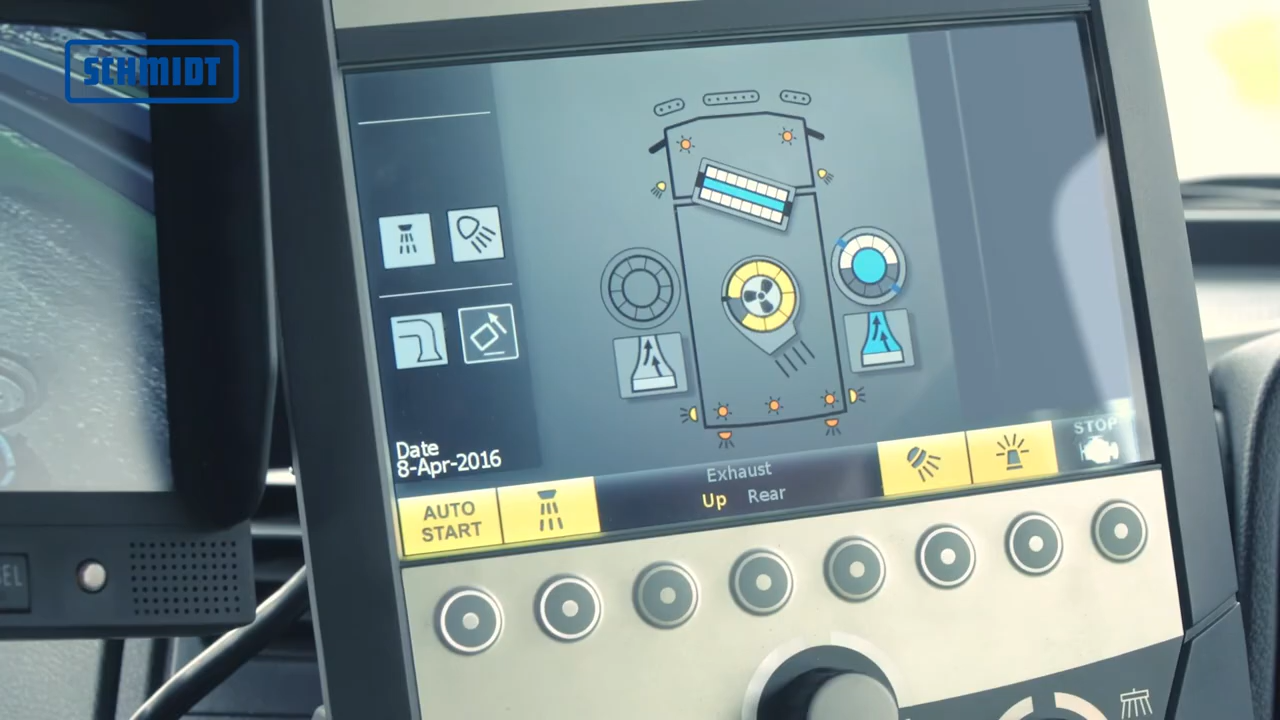 SCHMIDT
Date
8-Apr-2016
AUTO
START
Exhaust
Up Rear
STOP